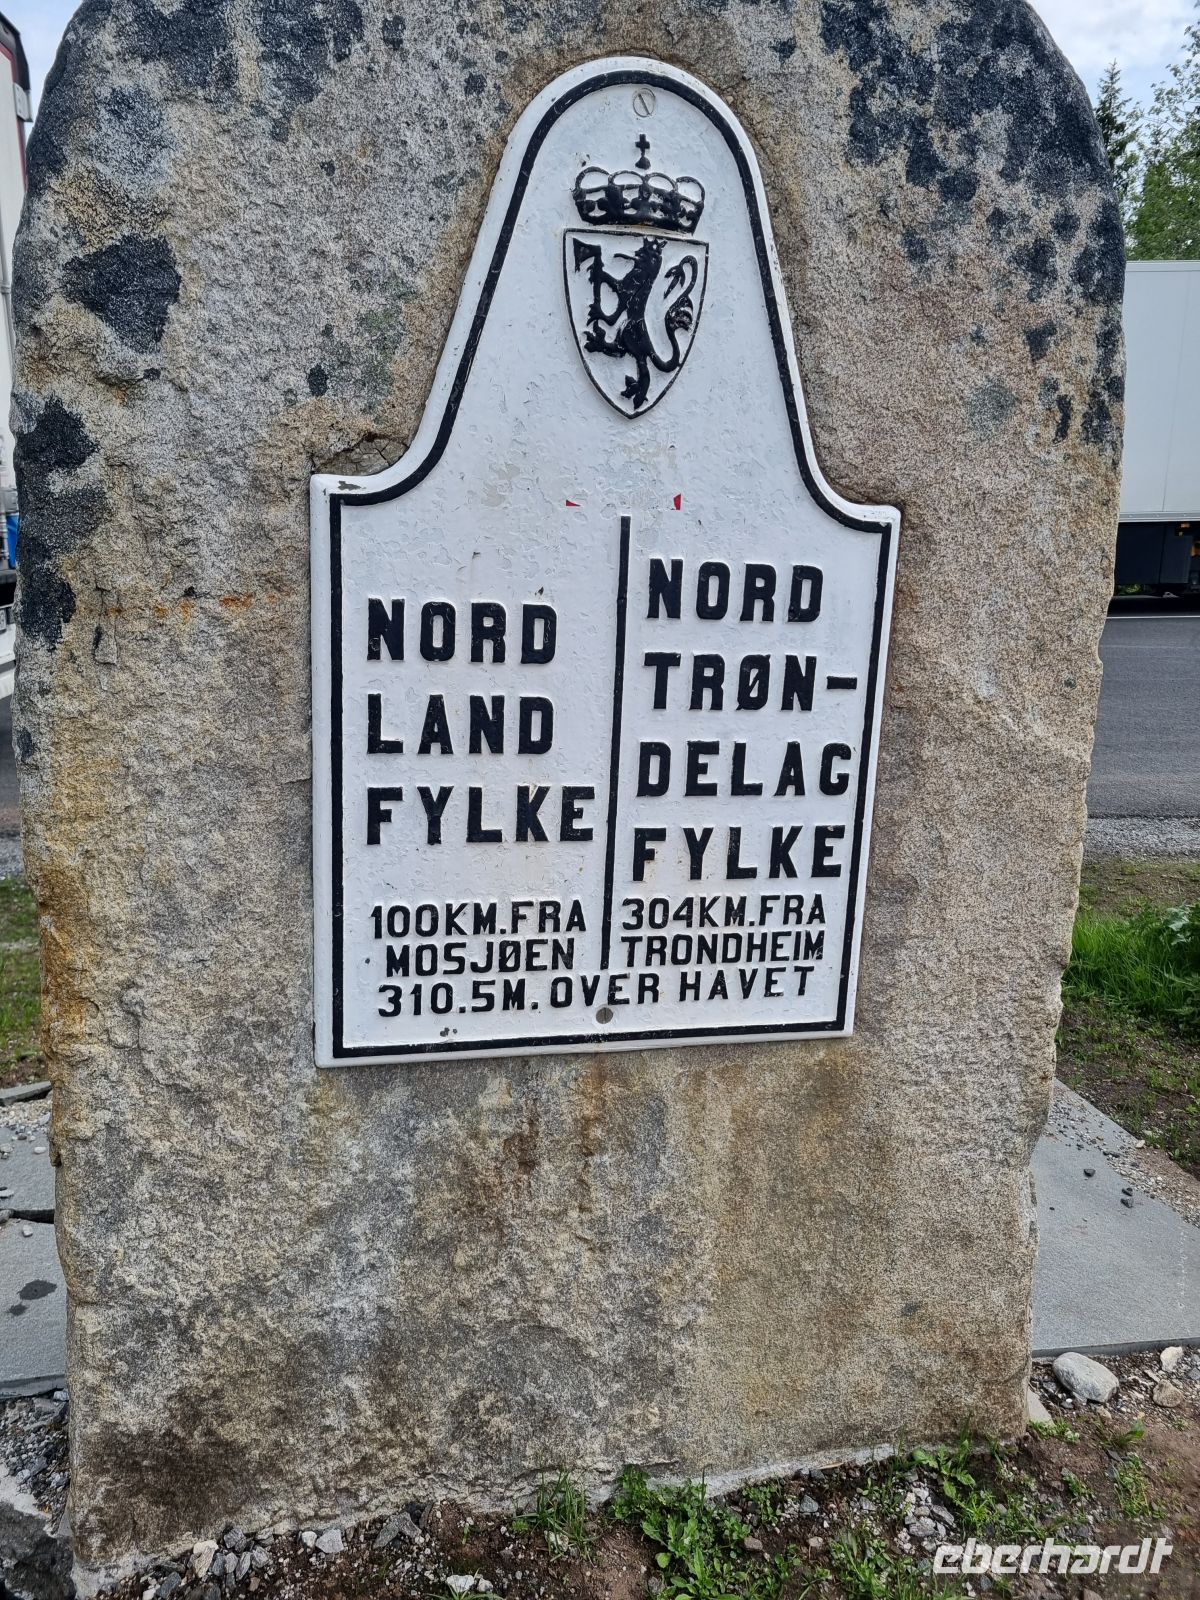 NORD
LAND
FYLKE
100KM.FRA
MOSJØEN
NORD
TRØN-
DELAG
FYLKE
304KM.FRA
TRONDHEIM
310.5M. OVER HAVET
eberhardt